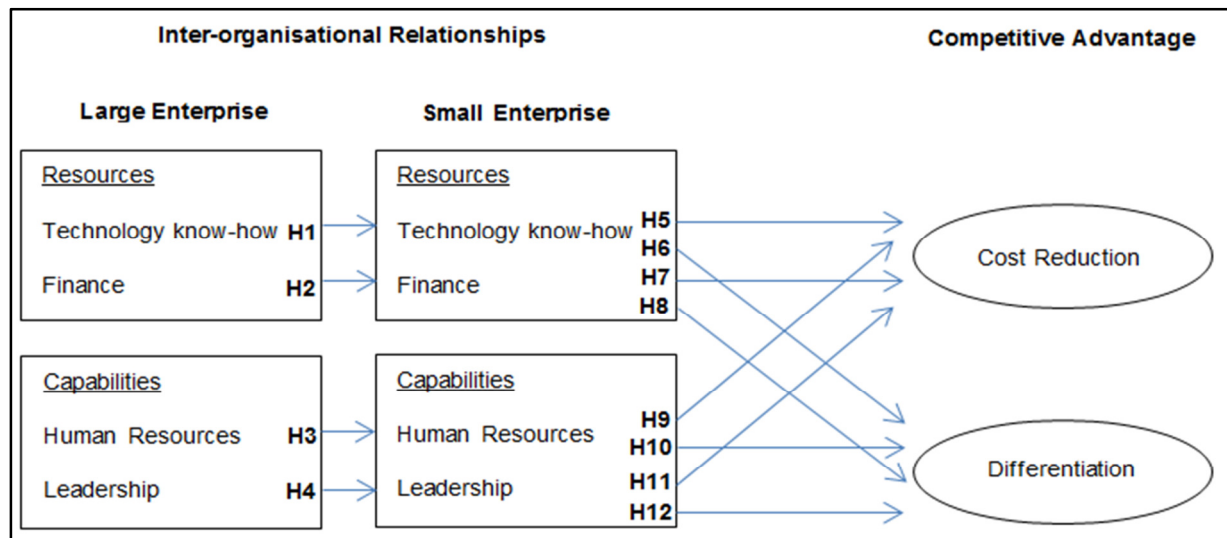 Inter-organisational Relationships
Competitive Advantage
Large Enterprise
Small Enterprise
Resources
Technology know-how H1
Finance H2
Resources
Technology know-how
Finance
H5
H6
H7
H8
Cost Reduction
Capabilities
Human Resources H3
Leadership H4
Capabilities
Human Resources
Leadership
H9
H10
H11
H12
Differentiation